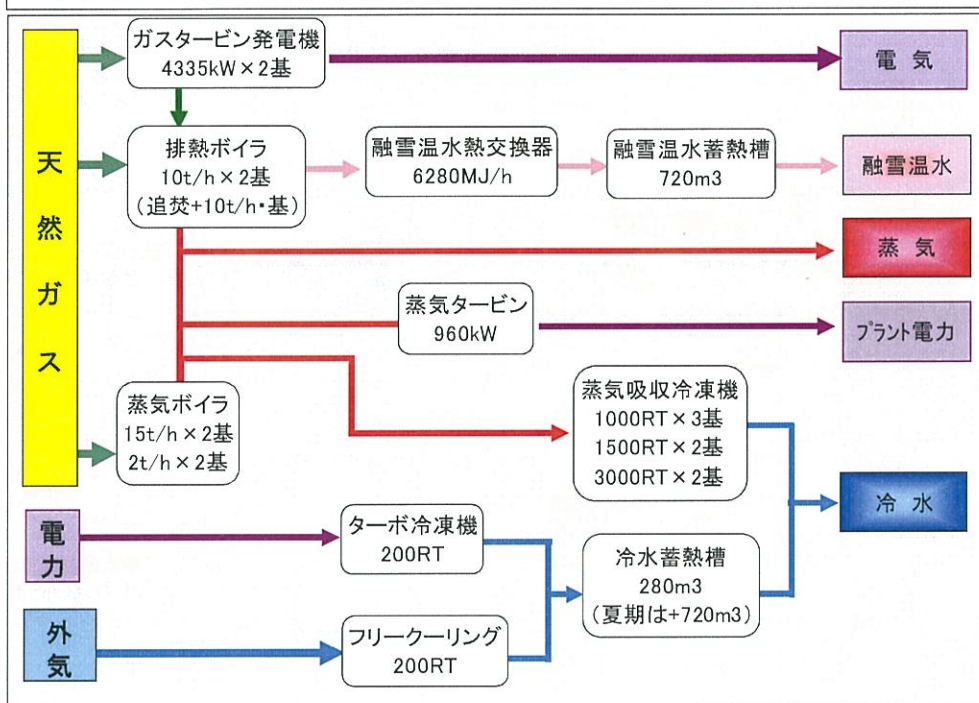 天然ガス
ガスタービン発電機
4335kW×2基
電 気
排熱ボイラ
10t/h×2基
(追焚+10t/h・基)
融雪温水熱交換器
6280MJ/h
融雪温水蓄熱槽
720m3
融雪温水
蒸 気
蒸気タービン
960kW
プラント電力
蒸気ボイラ
15t/h×2基
2t/h×2基
蒸気吸収冷凍機
1000RT×3基
1500RT×2基
3000RT×2基
冷 水
電力
ターボ冷凍機
200RT
冷水蓄熱槽
280m3
(夏期は+720m3)
外気
フリークーリング
200RT